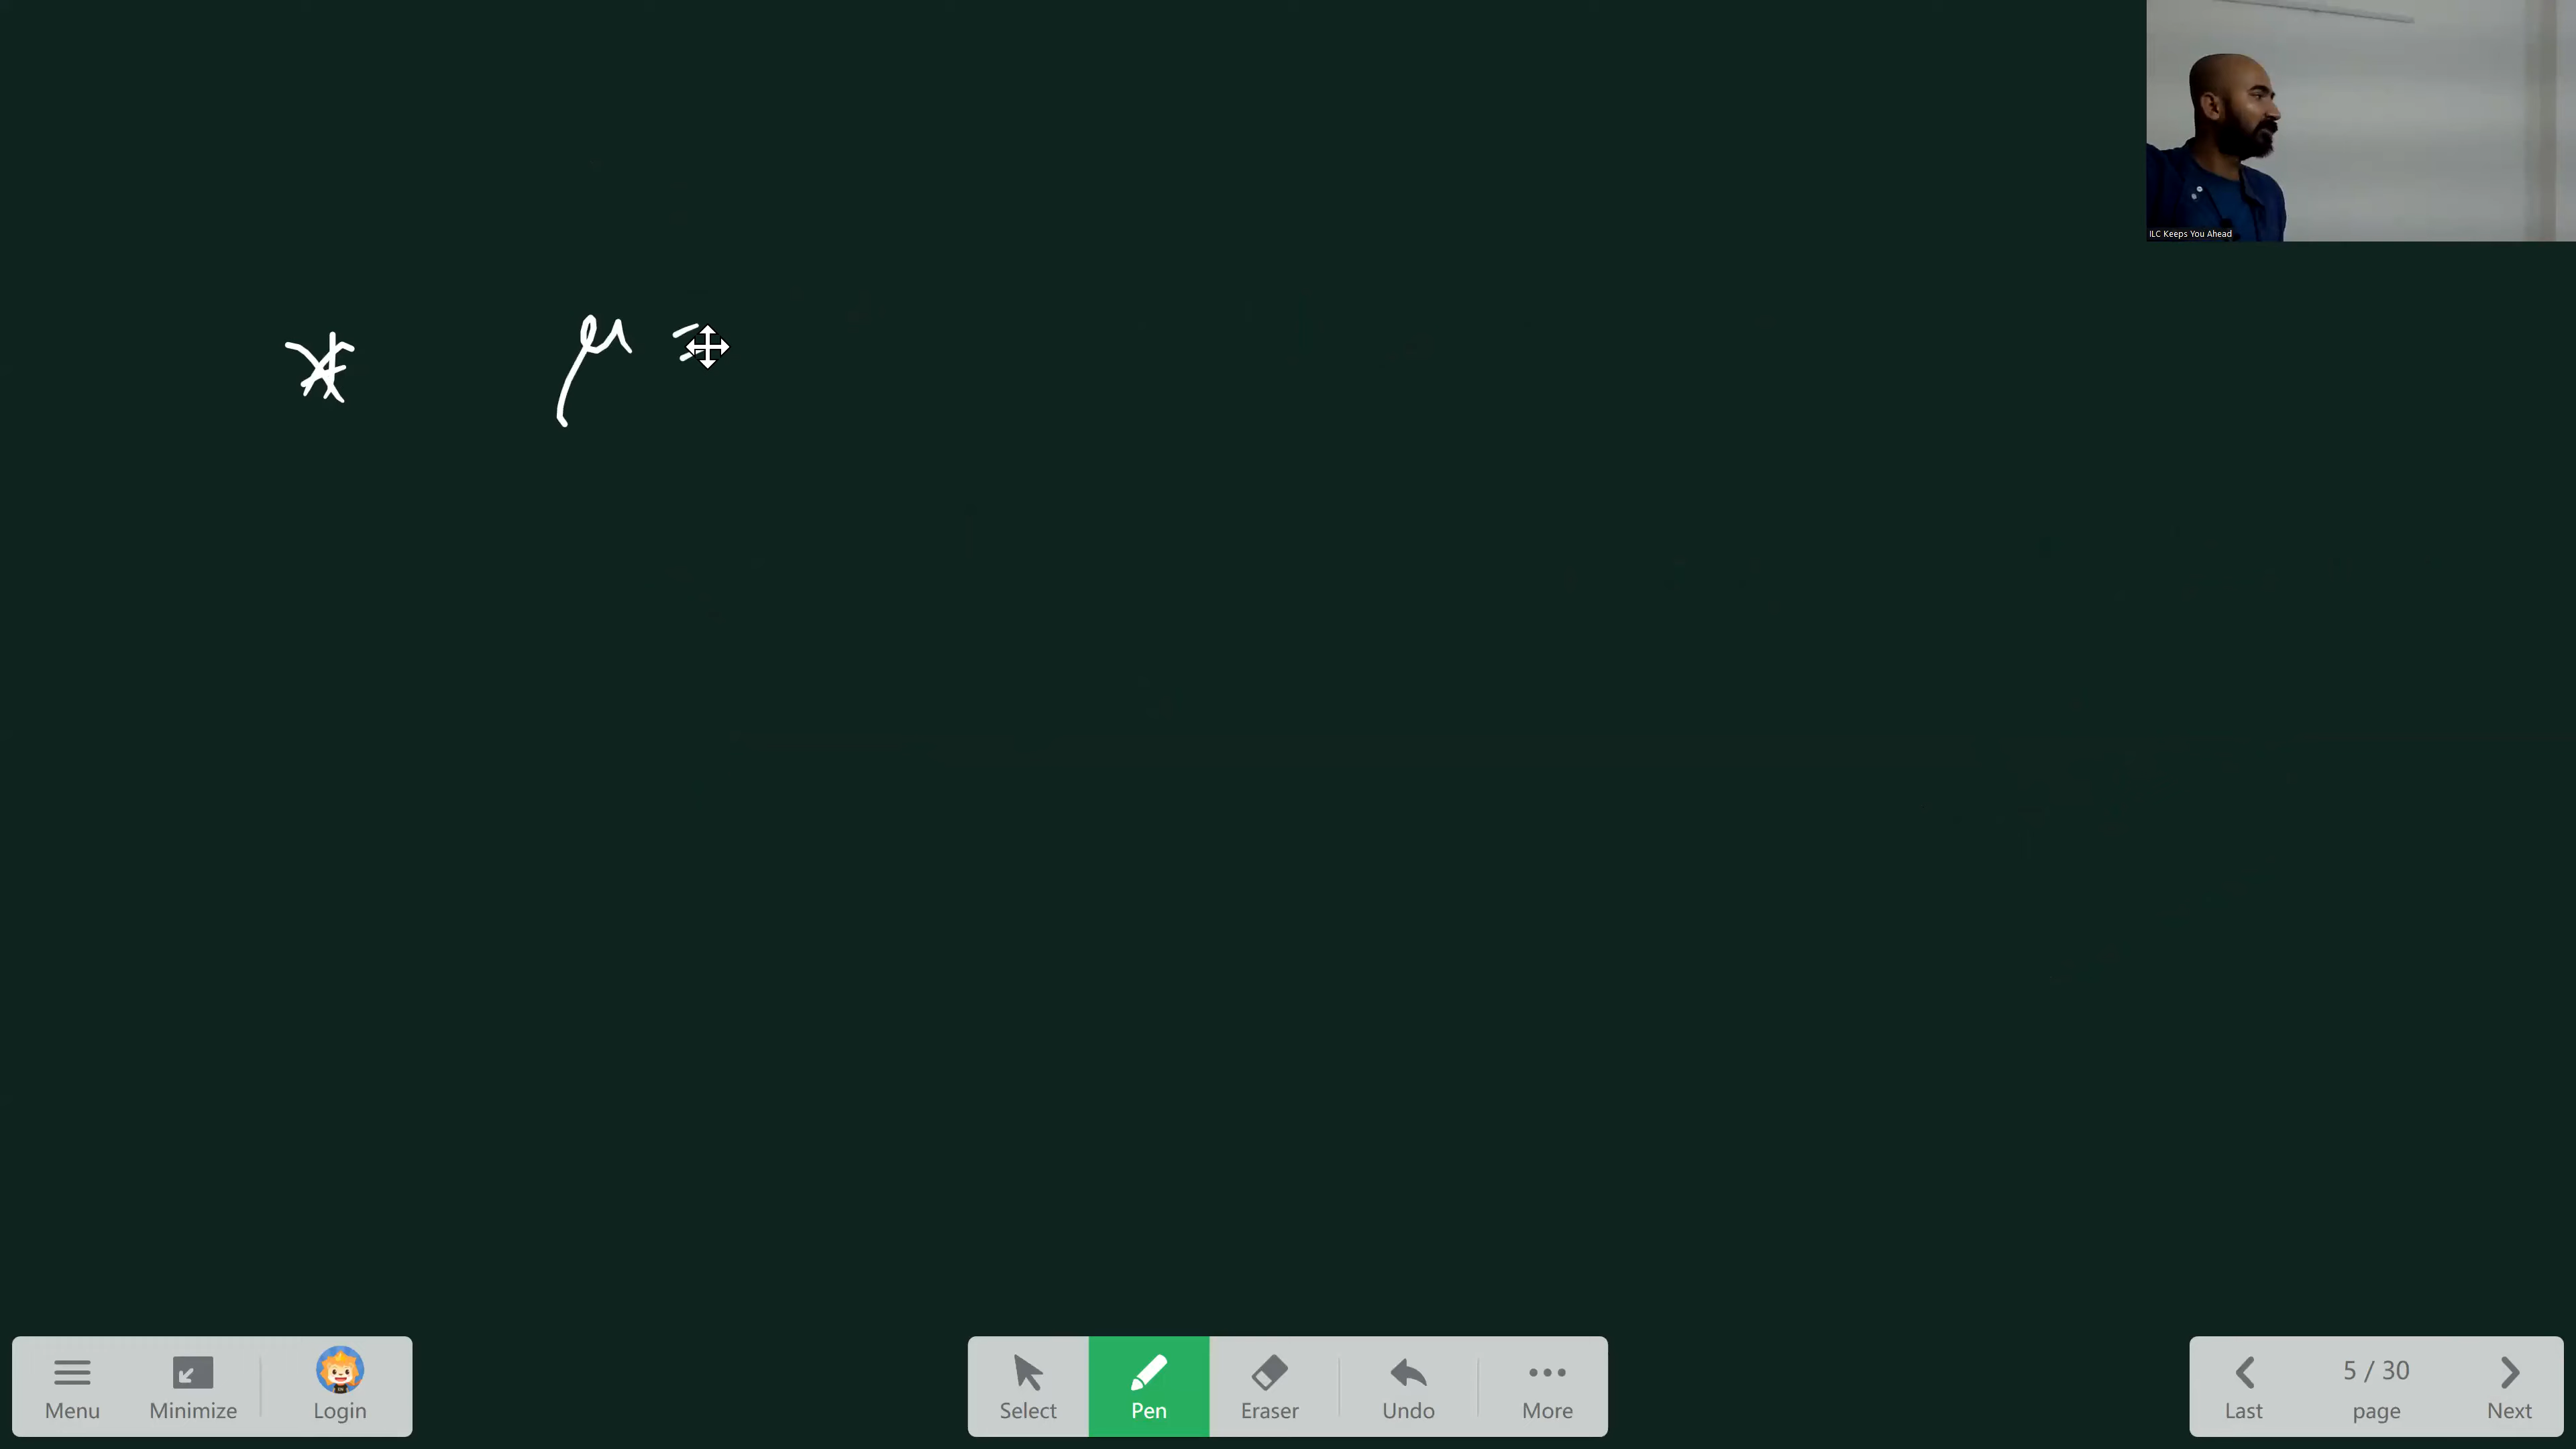 ILC Keeps You Ahead
* μ =
Menu Minimize Login Select Pen Eraser Undo More Last 5 / 30 page Next